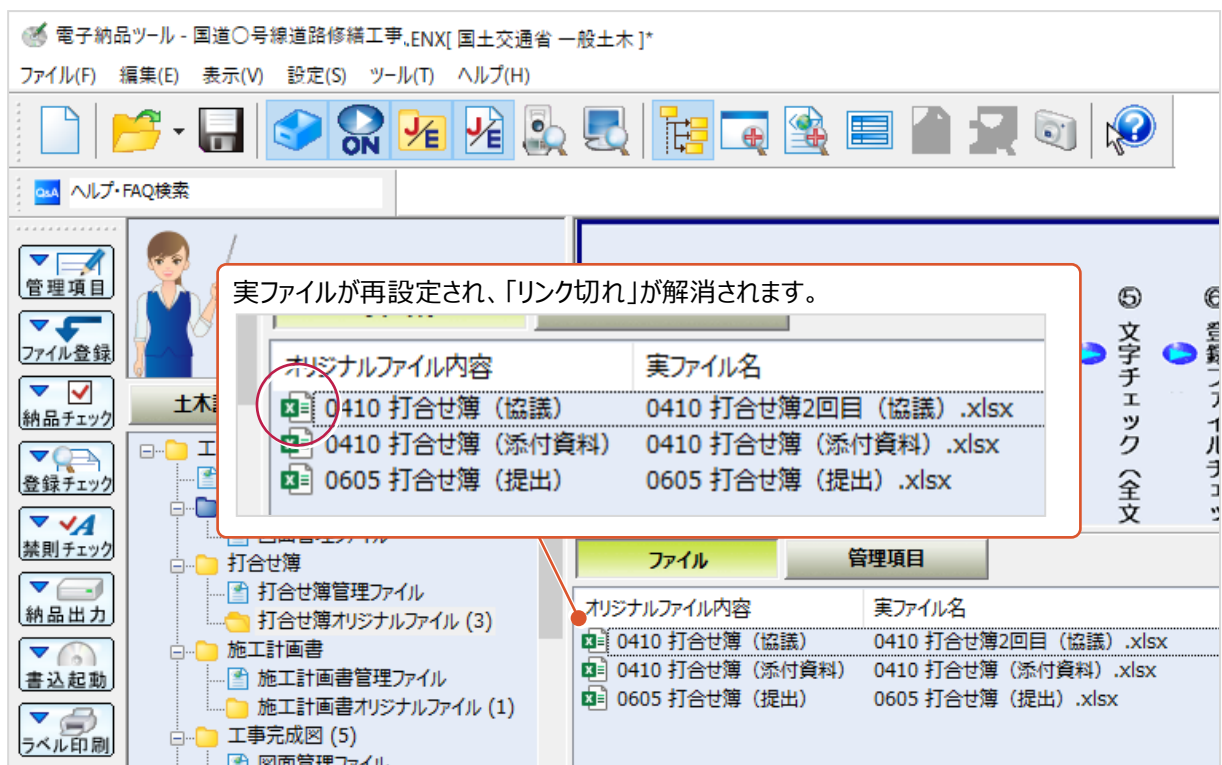 電子納品ツール - 国道〇号線道路修繕工事.ENX[ 国土交通省 一般土木 ]*
ファイル(F) 編集(E) 表示(V) 設定(S) ツール(T) ヘルプ(H)
ON
J/E
J/E
Q&A ヘルプ・FAQ検索
管理項目
ファイル登録
納品チェック
登録チェック
禁則チェック
納品出力
書込起動
ラベル印刷
実ファイルが再設定され、「リンク切れ」が解消されます。
オリジナルファイル内容 実ファイル名
0410 打合せ簿（協議） 0410 打合せ簿2回目（協議）.xlsx
0410 打合せ簿（添付資料） 0410 打合せ簿（添付資料）.xlsx
0605 打合せ簿（提出） 0605 打合せ簿（提出）.xlsx
⑤ 文字チェック（全文
⑥
土木
工
打合せ簿
打合せ簿管理ファイル
打合せ簿オリジナルファイル (3)
施工計画書
施工計画書管理ファイル
施工計画書オリジナルファイル (1)
工事完成図 (5)
図面管理ファイル
ファイル 管理項目
オリジナルファイル内容 実ファイル名
0410 打合せ簿（協議） 0410 打合せ簿2回目（協議）.xlsx
0410 打合せ簿（添付資料） 0410 打合せ簿（添付資料）.xlsx
0605 打合せ簿（提出） 0605 打合せ簿（提出）.xlsx